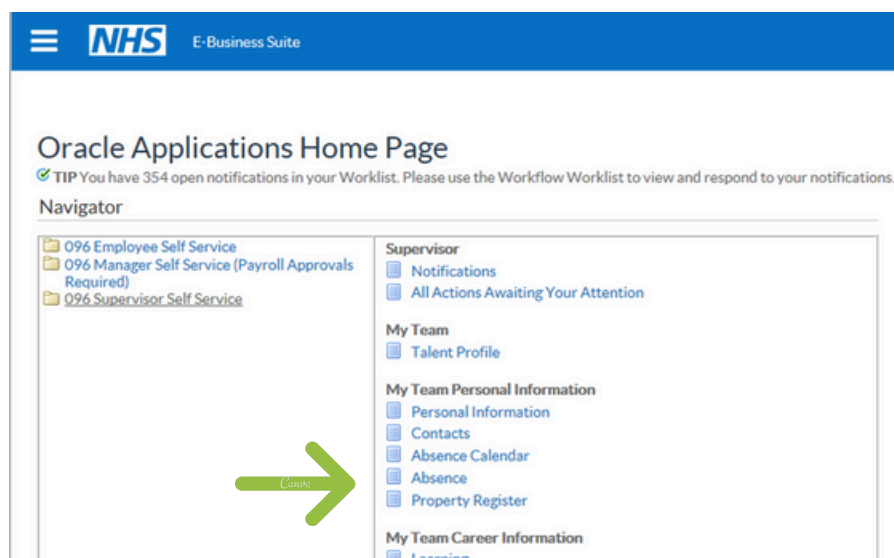 NHS E-Business Suite
Oracle Applications Home Page
TIP You have 354 open notifications in your Worklist. Please use the Workflow Worklist to view and respond to your notifications.
Navigator
096 Employee Self Service
096 Manager Self Service (Payroll Approvals
Required)
096 Supervisor Self Service
Supervisor
Notifications
All Actions Awaiting Your Attention
My Team
Talent Profile
My Team Personal Information
Personal Information
Contacts
Absence Calendar
Absence
Property Register
Canva
My Team Career Information
Learning